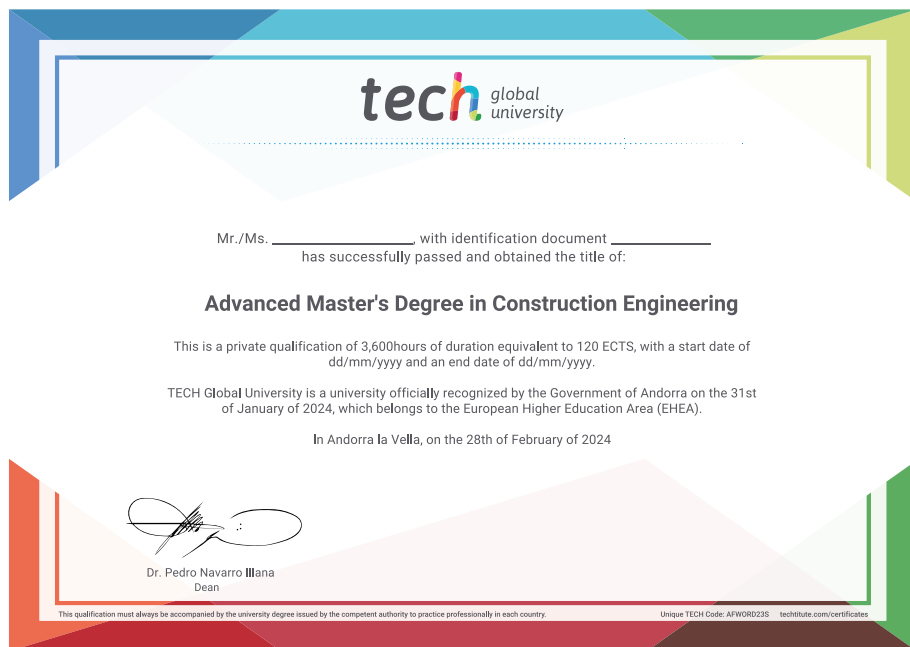 tech global
university
Mr./Ms. ____________, with identification document ____________
has successfully passed and obtained the title of:
Advanced Master's Degree in Construction Engineering
This is a private qualification of 3,600hours of duration equivalent to 120 ECTS, with a start date of
dd/mm/yyyy and an end date of dd/mm/yyyy.
TECH Global University is a university officially recognized by the Government of Andorra on the 31st
of January of 2024, which belongs to the European Higher Education Area (EHEA).
In Andorra la Vella, on the 28th of February of 2024
Dr. Pedro Navarro Illana
Dean
This qualification must always be accompanied by the university degree issued by the competent authority to practice professionally in each country. Unique TECH Code: AFWORD23S techtitute.com/certificates